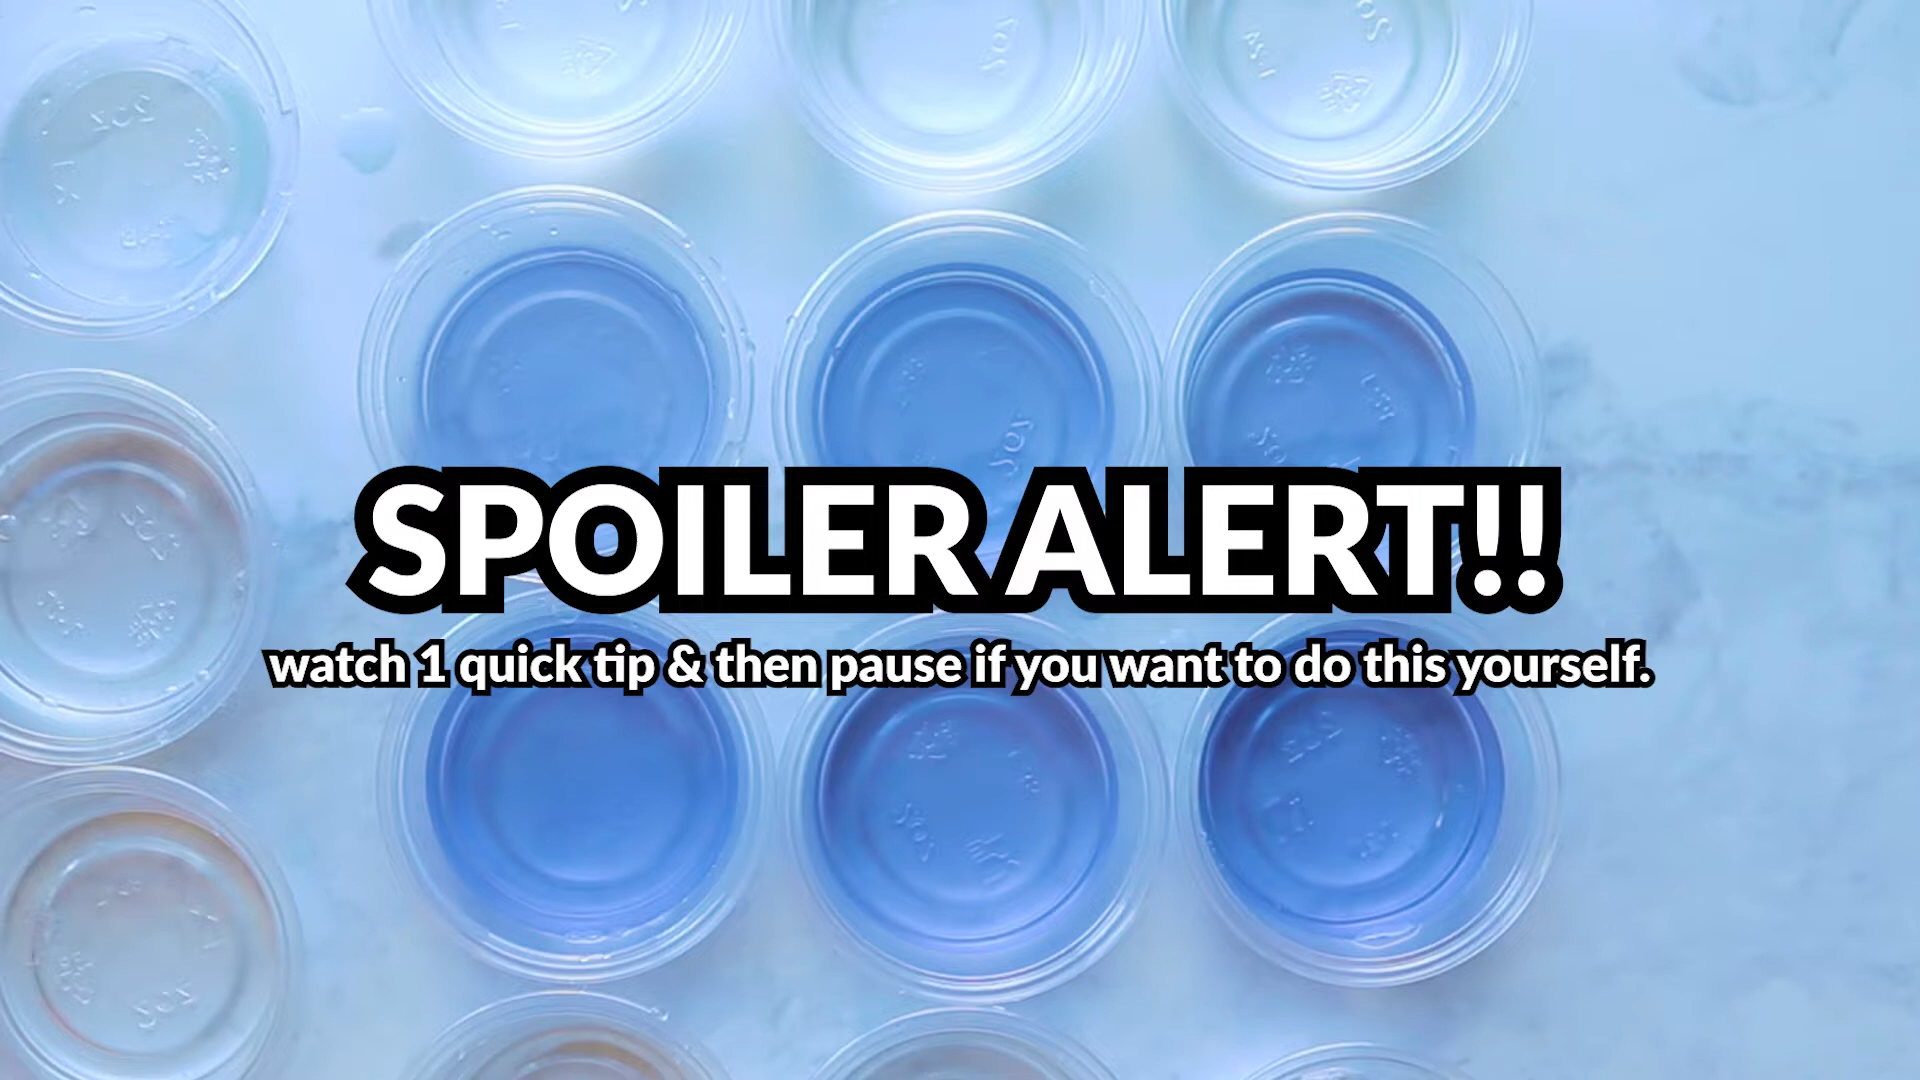 SPOILER ALERT!!
watch 1 quick tip & then pause if you want to do this yourself.